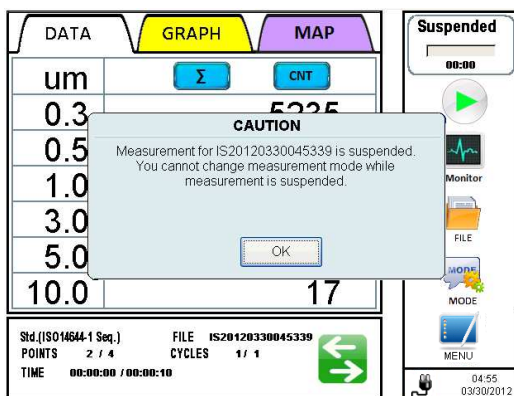 DATA
GRAPH
MAP
um
Σ
CNT
0.3
5235
0.5
1.0
3.0
5.0
10.0
17
CAUTION
Measurement for IS20120330045339 is suspended.
You cannot change measurement mode while
measurement is suspended.
OK
Std.(ISO14644-1 Seq.)
FILE IS20120330045339
POINTS 2 / 4
CYCLES 1/ 1
TIME 00:00:00 / 00:00:10
Suspended
00:00
Monitor
FILE
MODE
MODE
MENU
04:55
03/30/2012